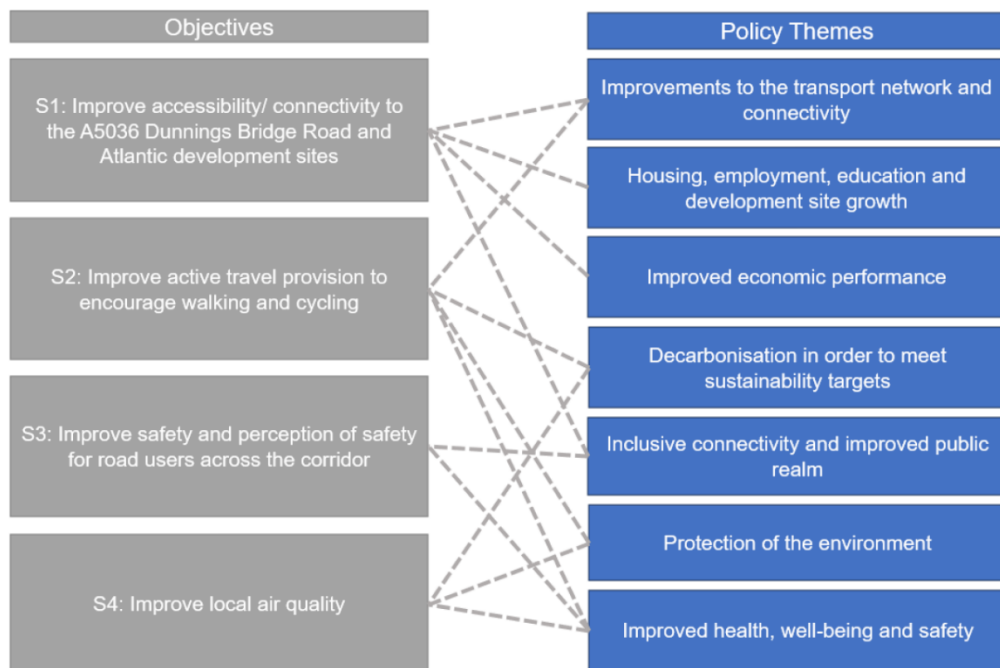 Objectives
S1: Improve accessibility/ connectivity to
the A5036 Dunnings Bridge Road and
Atlantic development sites
S2: Improve active travel provision to
encourage walking and cycling
S3: Improve safety and perception of safety
for road users across the corridor
S4: Improve local air quality
Policy Themes
Improvements to the transport network and
connectivity
Housing, employment, education and
development site growth
Improved economic performance
Decarbonisation in order to meet
sustainability targets
Inclusive connectivity and improved public
realm
Protection of the environment
Improved health, well-being and safety